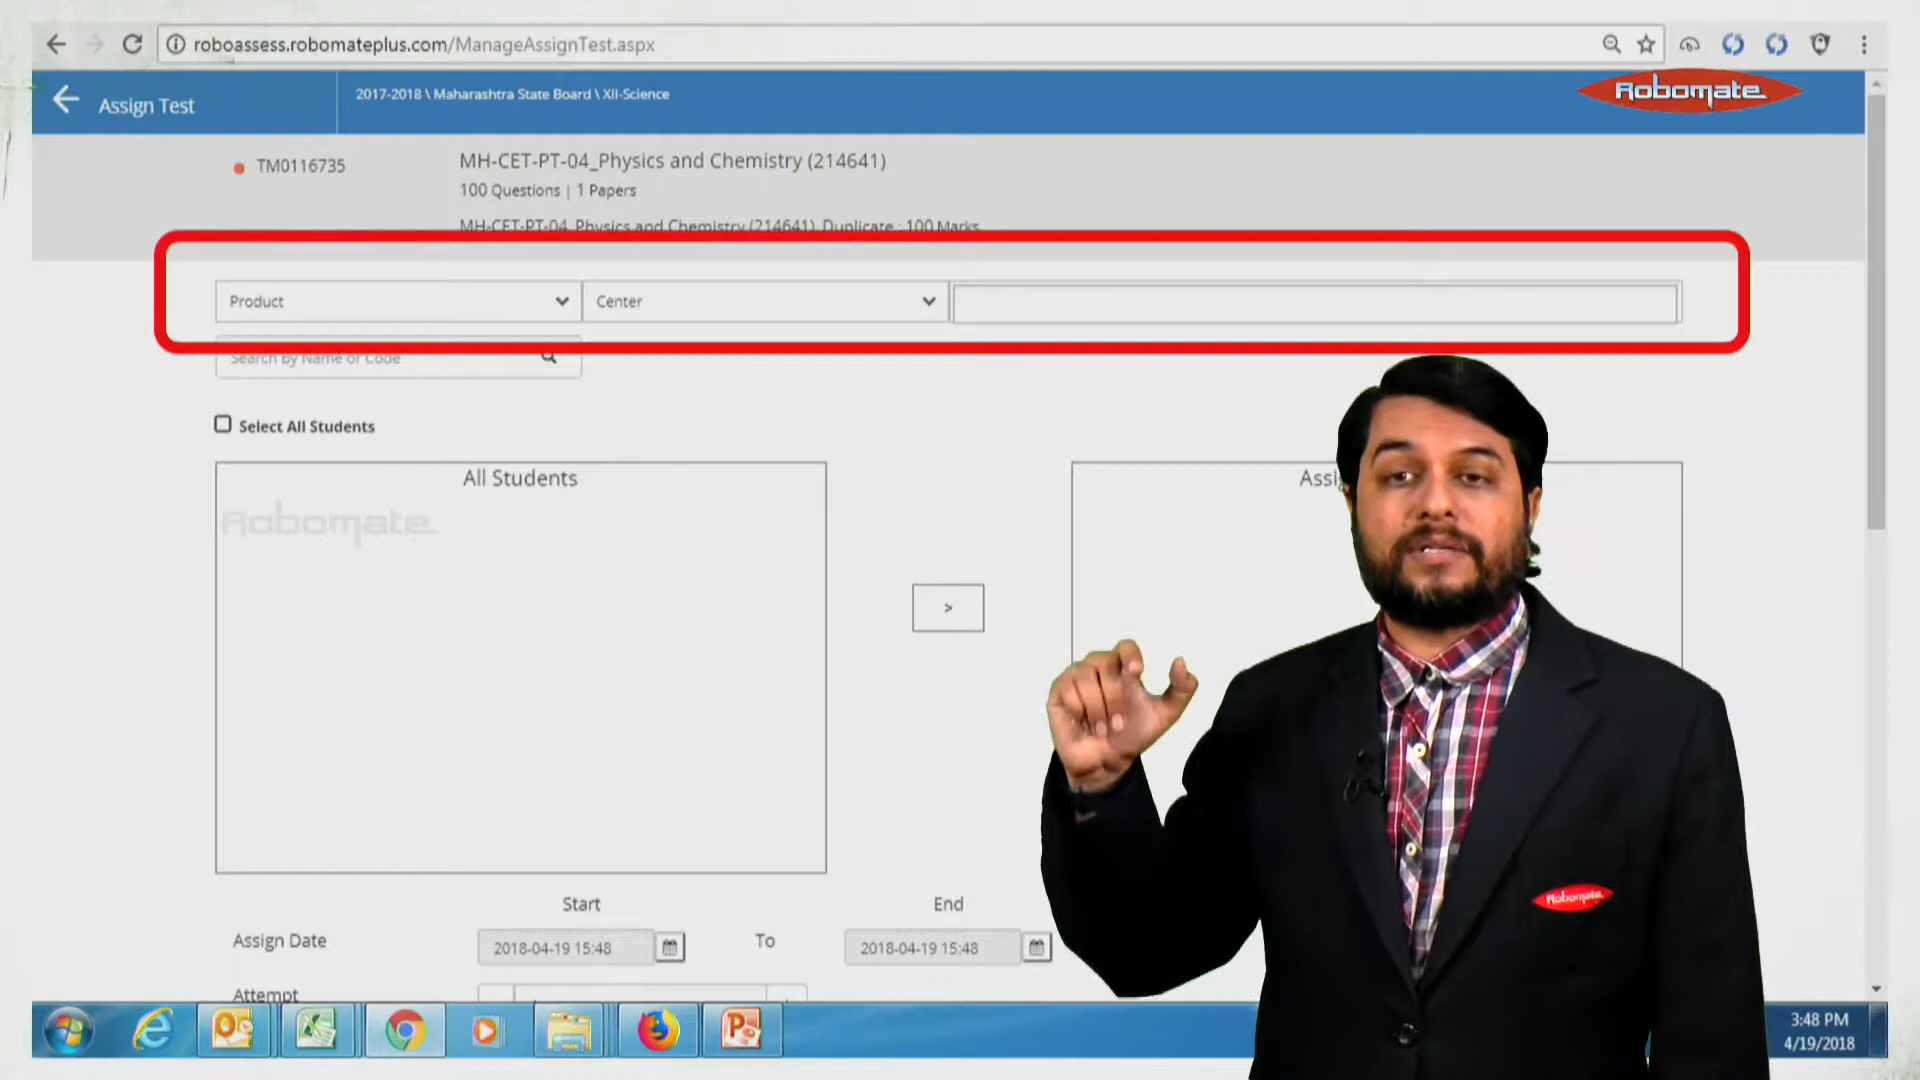 roboassess.robomateplus.com/ManageAssignTest.aspx
Assign Test
2017-2018 \ Maharashtra State Board \ XII-Science
Robomate
TM0116735
MH-CET-PT-04_Physics and Chemistry (214641)
100 Questions | 1 Papers
MH-CET-PT-04_Physics and Chemistry (214641)_Duplicate : 100 Marks
Product
Center
Search by Name or Code
Select All Students
All Students
Assi
Robomate
>
Start
End
Assign Date
2018-04-19 15:48
To
2018-04-19 15:48
Attempt
Robomate
3:48 PM
4/19/2018